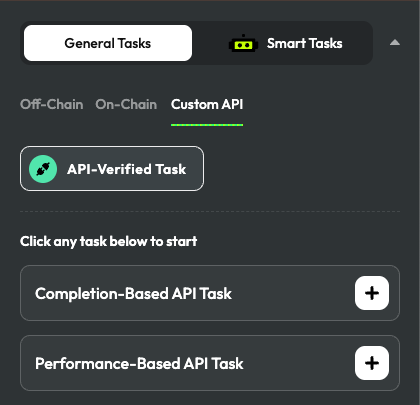 General Tasks
Smart Tasks
Off-Chain
On-Chain
Custom API
API-Verified Task
Click any task below to start
Completion-Based API Task
Performance-Based API Task